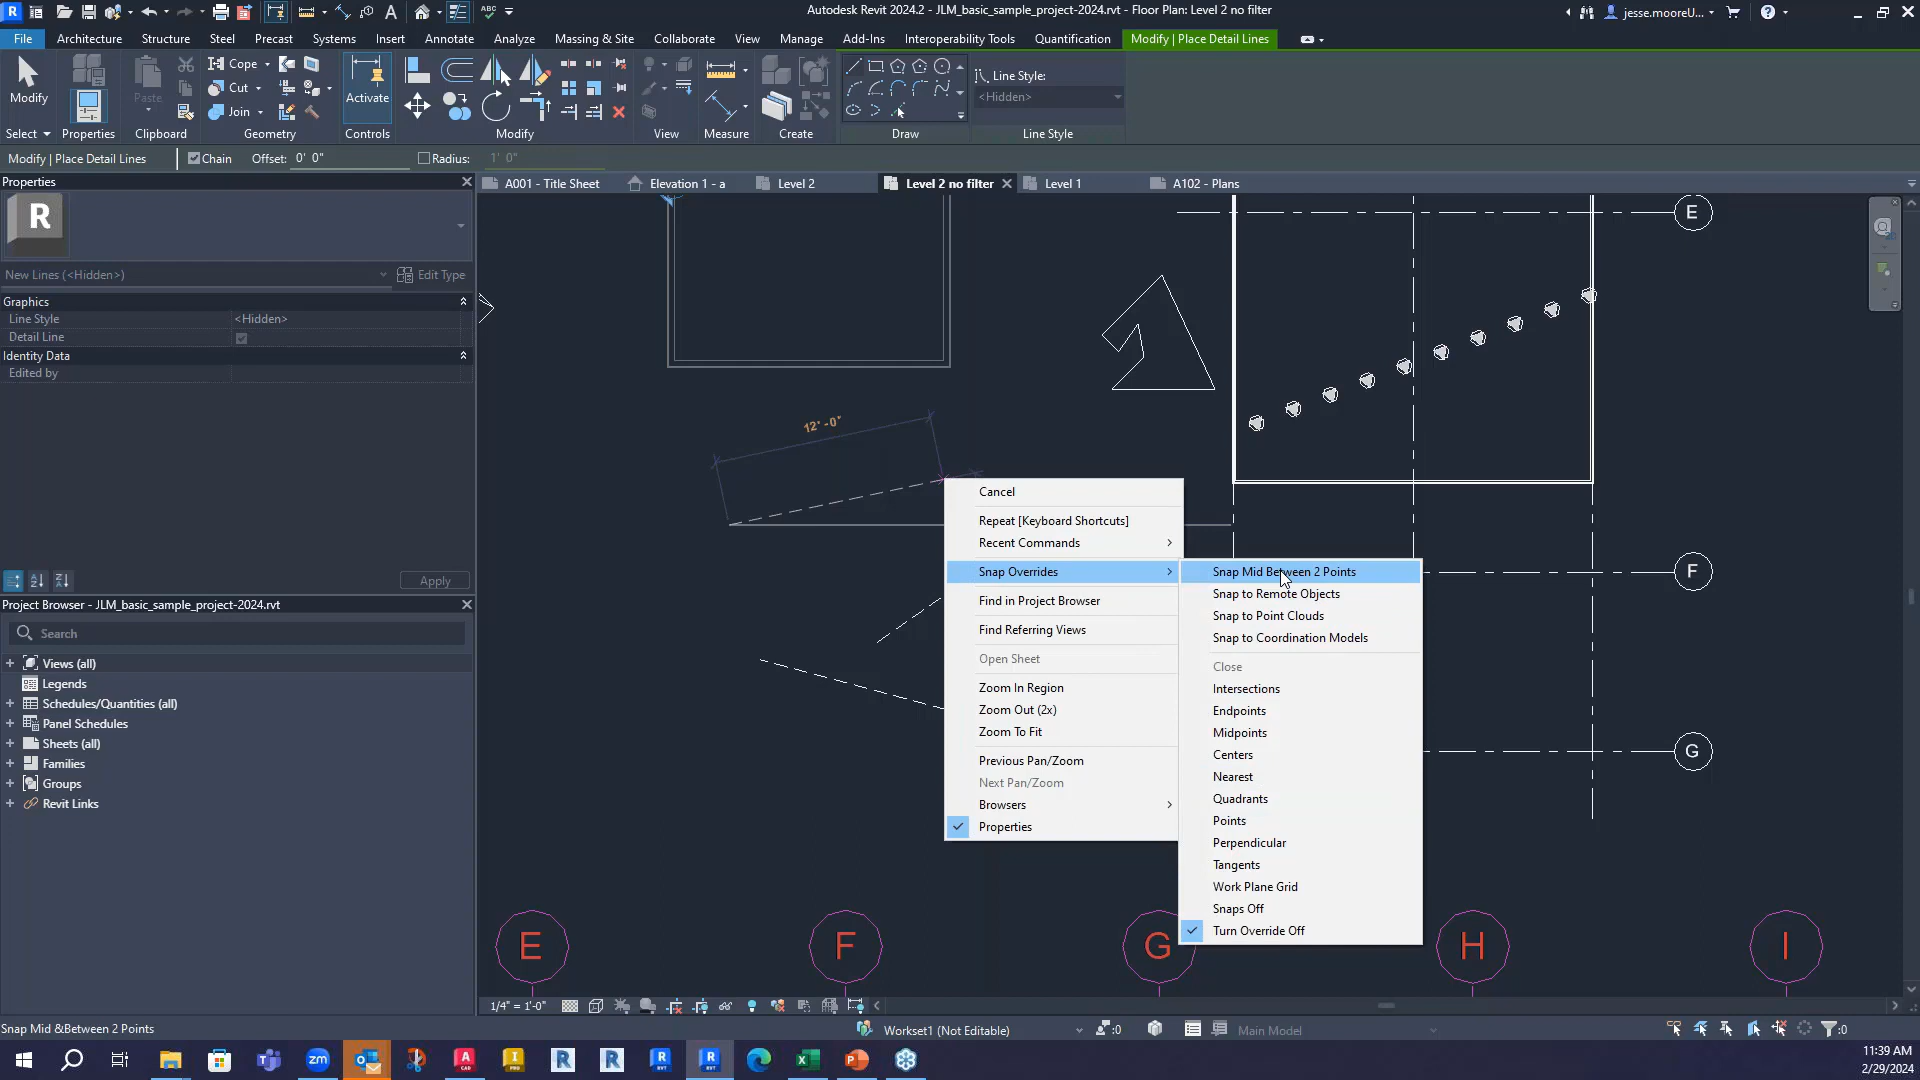 Autodesk Revit 2024.2 - JLM_basic_sample_project-2024.rvt - Floor Plan: Level 2 no filter
jesse.mooreU...
File Architecture Structure Steel Precast Systems Insert Annotate Analyze Massing & Site Collaborate View Manage Add-Ins Interoperability Tools Quantification Modify | Place Detail Lines
Modify
Paste
Cope
Cut
Join
Activate
Line Style:
<Hidden>
Select Properties Clipboard Geometry Controls Modify View Measure Create Draw Line Style
Modify | Place Detail Lines Chain Offset: 0' 0" Radius: 1' 0"
Properties
A001 - Title Sheet Elevation 1 - a Level 2 Level 2 no filter Level 1 A102 - Plans
R
New Lines (<Hidden>) Edit Type
Graphics
Line Style <Hidden>
Detail Line
Identity Data
Edited by
Apply
Project Browser - JLM_basic_sample_project-2024.rvt
Search
Views (all)
Legends
Schedules/Quantities (all)
Panel Schedules
Sheets (all)
Families
Groups
Revit Links
12' -0"
E
F
G
Cancel
Repeat [Keyboard Shortcuts]
Recent Commands
Snap Overrides
Find in Project Browser
Find Referring Views
Open Sheet
Zoom In Region
Zoom Out (2x)
Zoom To Fit
Previous Pan/Zoom
Next Pan/Zoom
Browsers
Properties
Snap Mid Between 2 Points
Snap to Remote Objects
Snap to Point Clouds
Snap to Coordination Models
Close
Intersections
Endpoints
Midpoints
Centers
Nearest
Quadrants
Points
Perpendicular
Tangents
Work Plane Grid
Snaps Off
Turn Override Off
E F G H I
1/4" = 1'-0"
Snap Mid &Between 2 Points
Workset1 (Not Editable) :0 Main Model :0
11:39 AM
2/29/2024